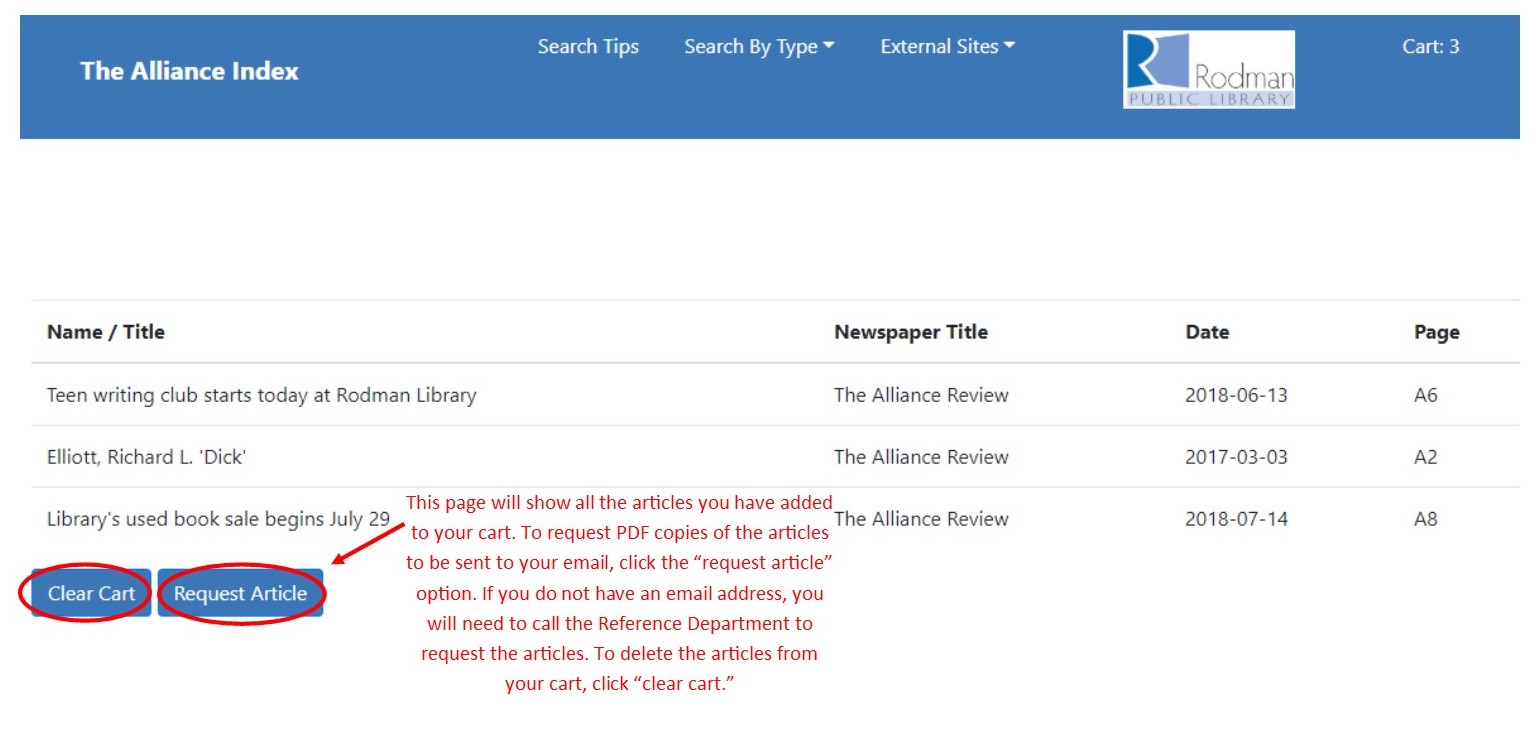 The Alliance Index
Search Tips
Search By Type
External Sites
Rodman
PUBLIC LIBRARY
Cart: 3
Name / Title Newspaper Title Date Page
Teen writing club starts today at Rodman Library The Alliance Review 2018-06-13 A6
Elliott, Richard L. 'Dick' The Alliance Review 2017-03-03 A2
Library's used book sale begins July 29 The Alliance Review 2018-07-14 A8
Clear Cart
Request Article
This page will show all the articles you have added
to your cart. To request PDF copies of the articles
to be sent to your email, click the “request article”
option. If you do not have an email address, you
will need to call the Reference Department to
request the articles. To delete the articles from
your cart, click “clear cart.”